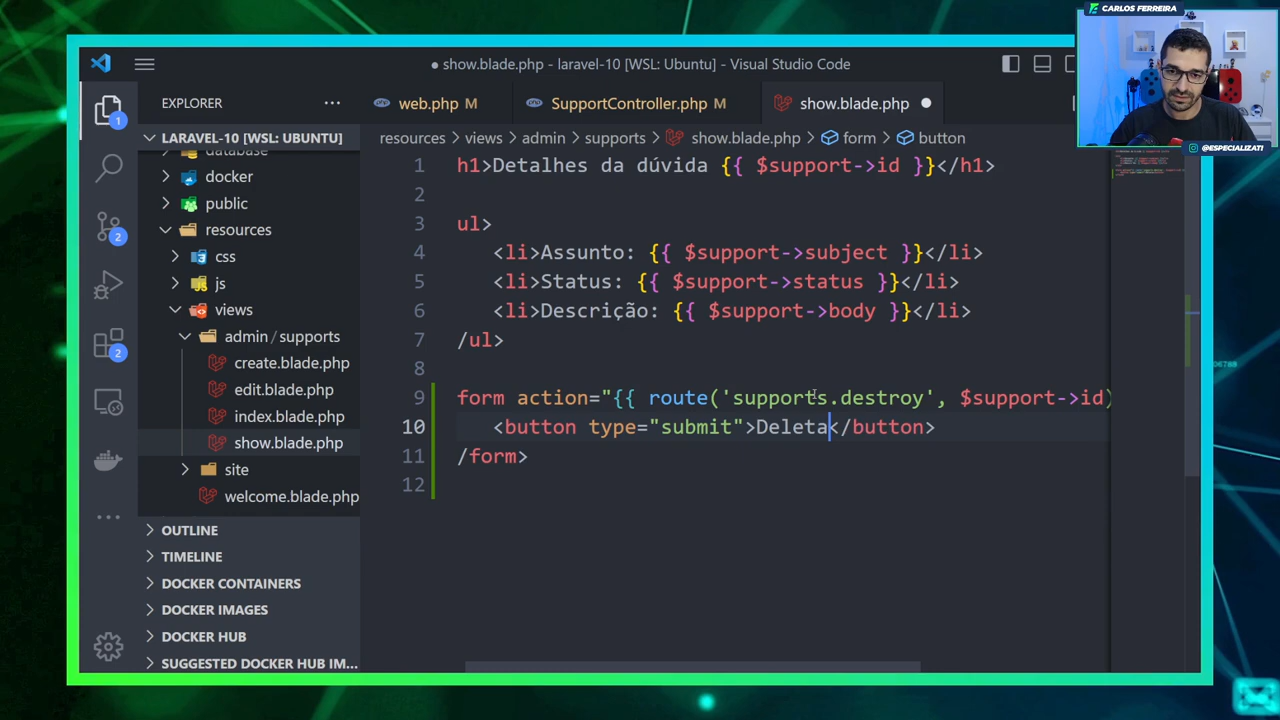 CARLOS FERREIRA
@ESPECIALIZATI
show.blade.php - laravel-10 [WSL: Ubuntu] - Visual Studio Code
EXPLORER
web.php M
SupportController.php M
show.blade.php
LARAVEL-10 [WSL: UBUNTU]
database
docker
public
resources
css
js
views
admin / supports
create.blade.php
edit.blade.php
index.blade.php
show.blade.php
site
welcome.blade.php
OUTLINE
TIMELINE
DOCKER CONTAINERS
DOCKER IMAGES
DOCKER HUB
SUGGESTED DOCKER HUB IM...
1
2
2
resources > views > admin > supports > show.blade.php > form > button
1 h1>Detalhes da dúvida {{ $support->id }}</h1>
2
3 ul>
4 <li>Assunto: {{ $support->subject }}</li>
5 <li>Status: {{ $support->status }}</li>
6 <li>Descrição: {{ $support->body }}</li>
7 /ul>
8
9 form action="{{ route('supports.destroy', $support->id)
10 <button type="submit">Deleta</button>
11 /form>
12